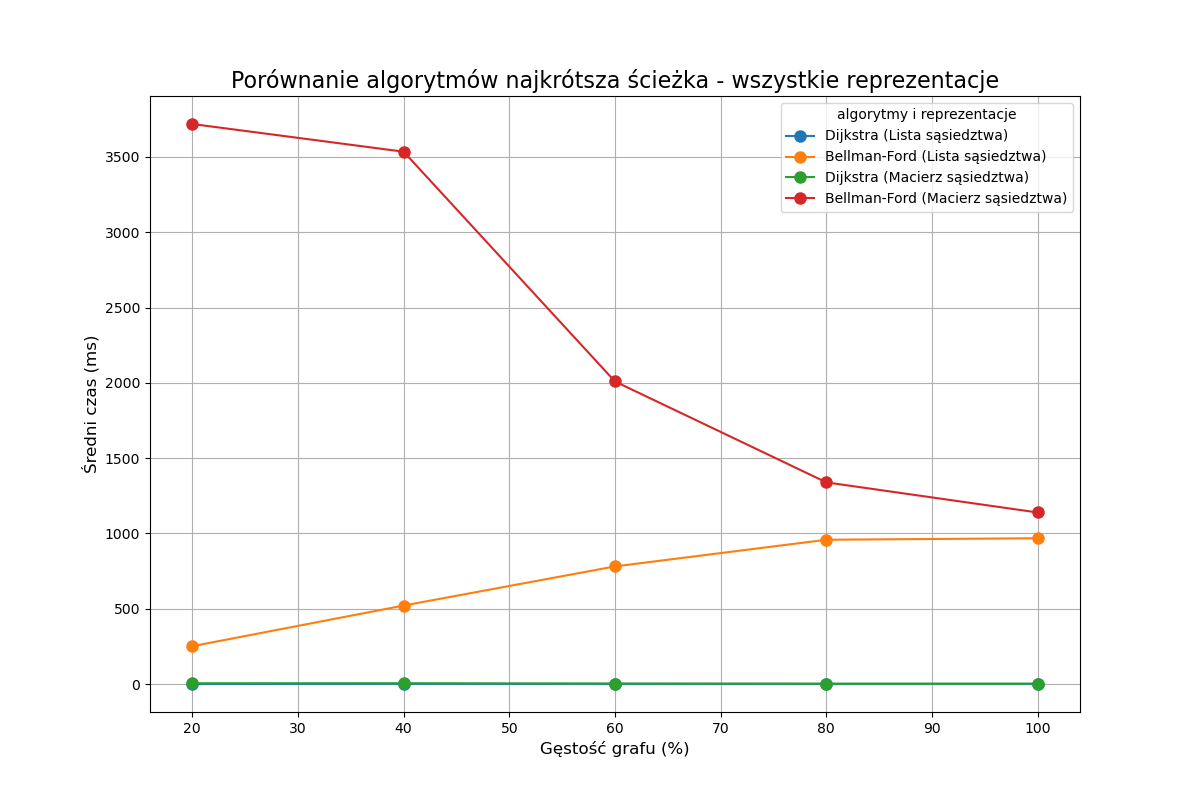 Porównanie algorytmów najkrótsza ścieżka - wszystkie reprezentacje
algorytmy i reprezentacje
Dijkstra (Lista sąsiedztwa)
Bellman-Ford (Lista sąsiedztwa)
Dijkstra (Macierz sąsiedztwa)
Bellman-Ford (Macierz sąsiedztwa)
Średni czas (ms)
3500
3000
2500
2000
1500
1000
500
0
20 30 40 50 60 70 80 90 100
Gęstość grafu (%)